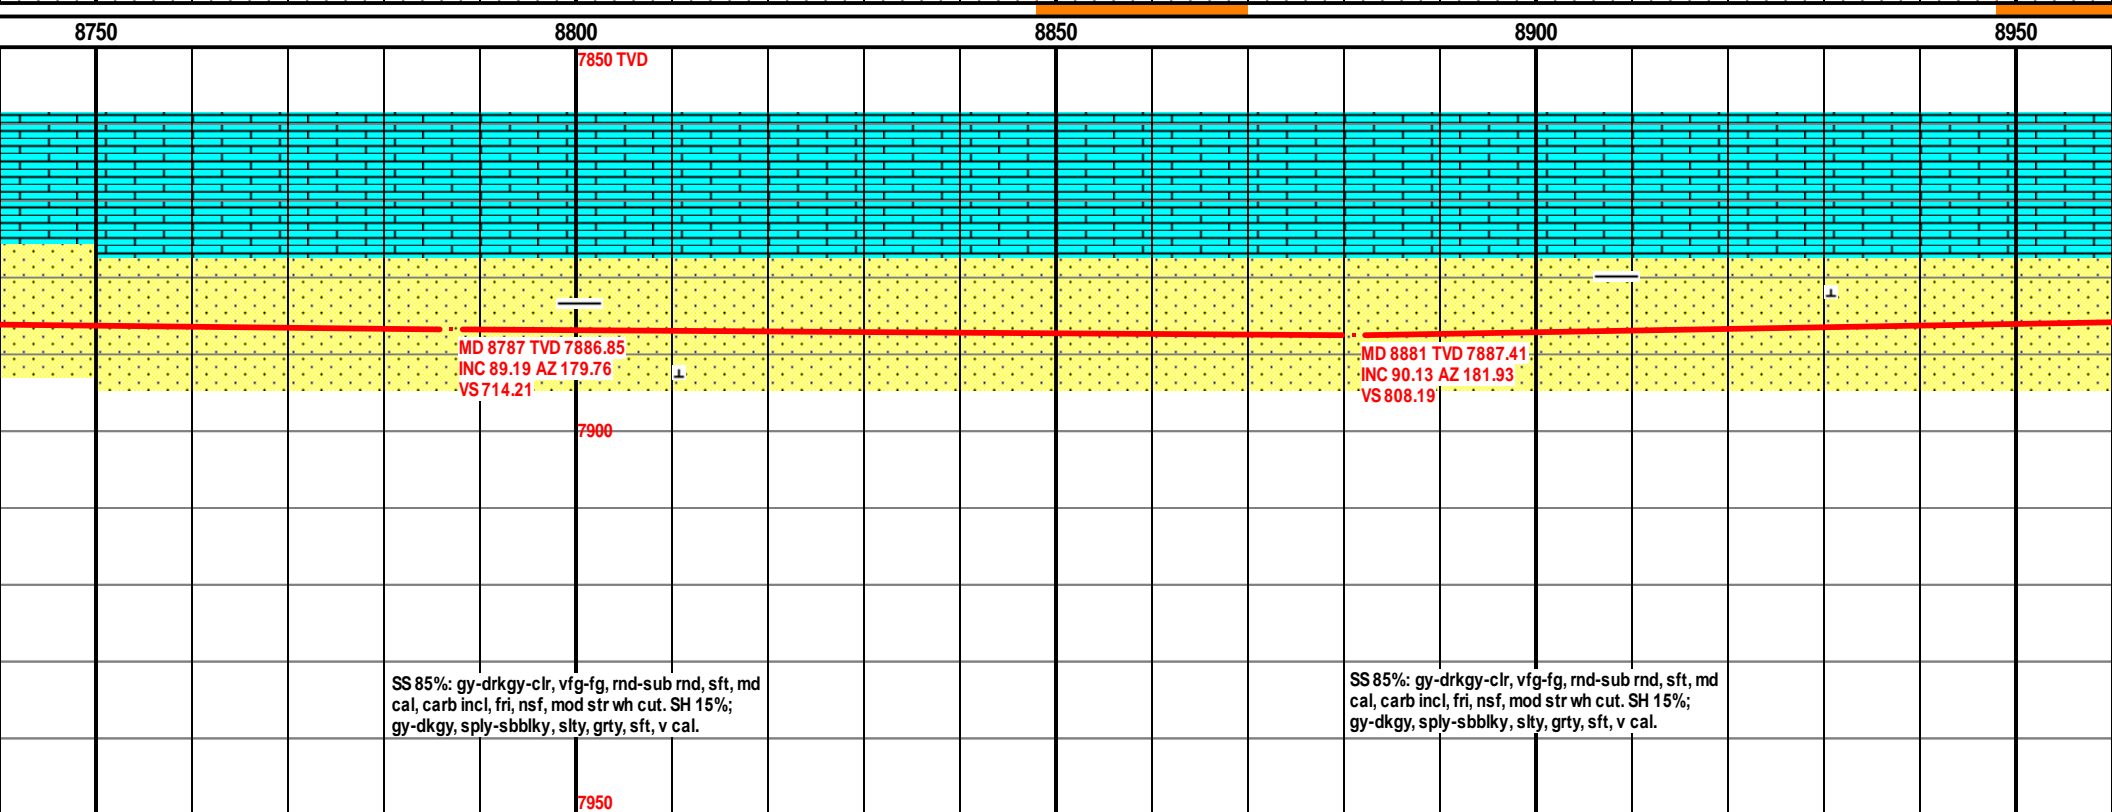 8750 8800 8850 8900 8950
7850 TVD
MD 8787 TVD 7886.85
INC 89.19 AZ 179.76
VS 714.21
MD 8881 TVD 7887.41
INC 90.13 AZ 181.93
VS 808.19
7900
SS 85%: gy-drkgy-clr, vfg-fg, rnd-sub rnd, sft, md
cal, carb incl, fri, nsf, mod str wh cut. SH 15%;
gy-dkgy, sply-sbblky, slty, grty, sft, v cal.
SS 85%: gy-drkgy-clr, vfg-fg, rnd-sub rnd, sft, md
cal, carb incl, fri, nsf, mod str wh cut. SH 15%;
gy-dkgy, sply-sbblky, slty, grty, sft, v cal.
7950